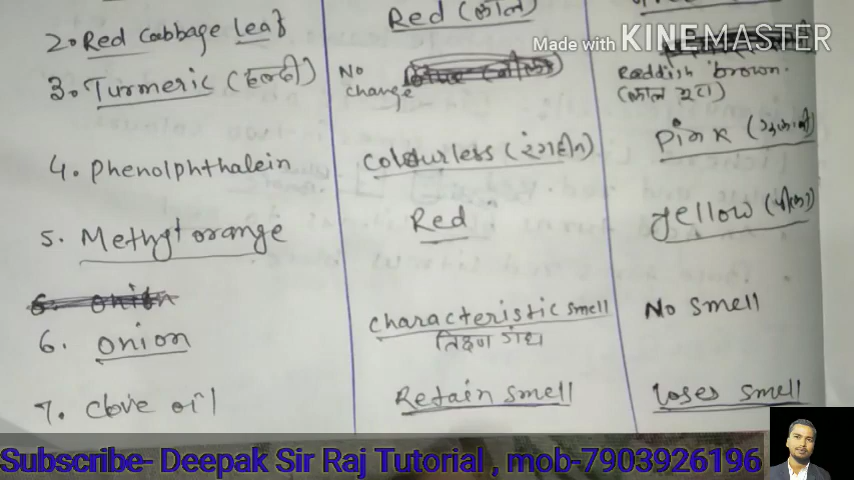 Red (लाल)
2. Red cabbage leaf
Made with KINEMASTER
3. Turmeric (हल्दी) No change Reddish brown.
(लाल भूरा)
4. Phenolphthalein Colourless (रंगहीन) Pink (गुलाबी)
5. Methyl orange Red Yellow (पीला)
6. onion characteristic smell No smell
तिक्ष्ण गंध
7. Clove oil Retain smell loses smell
Subscribe- Deepak Sir Raj Tutorial , mob-7903926196